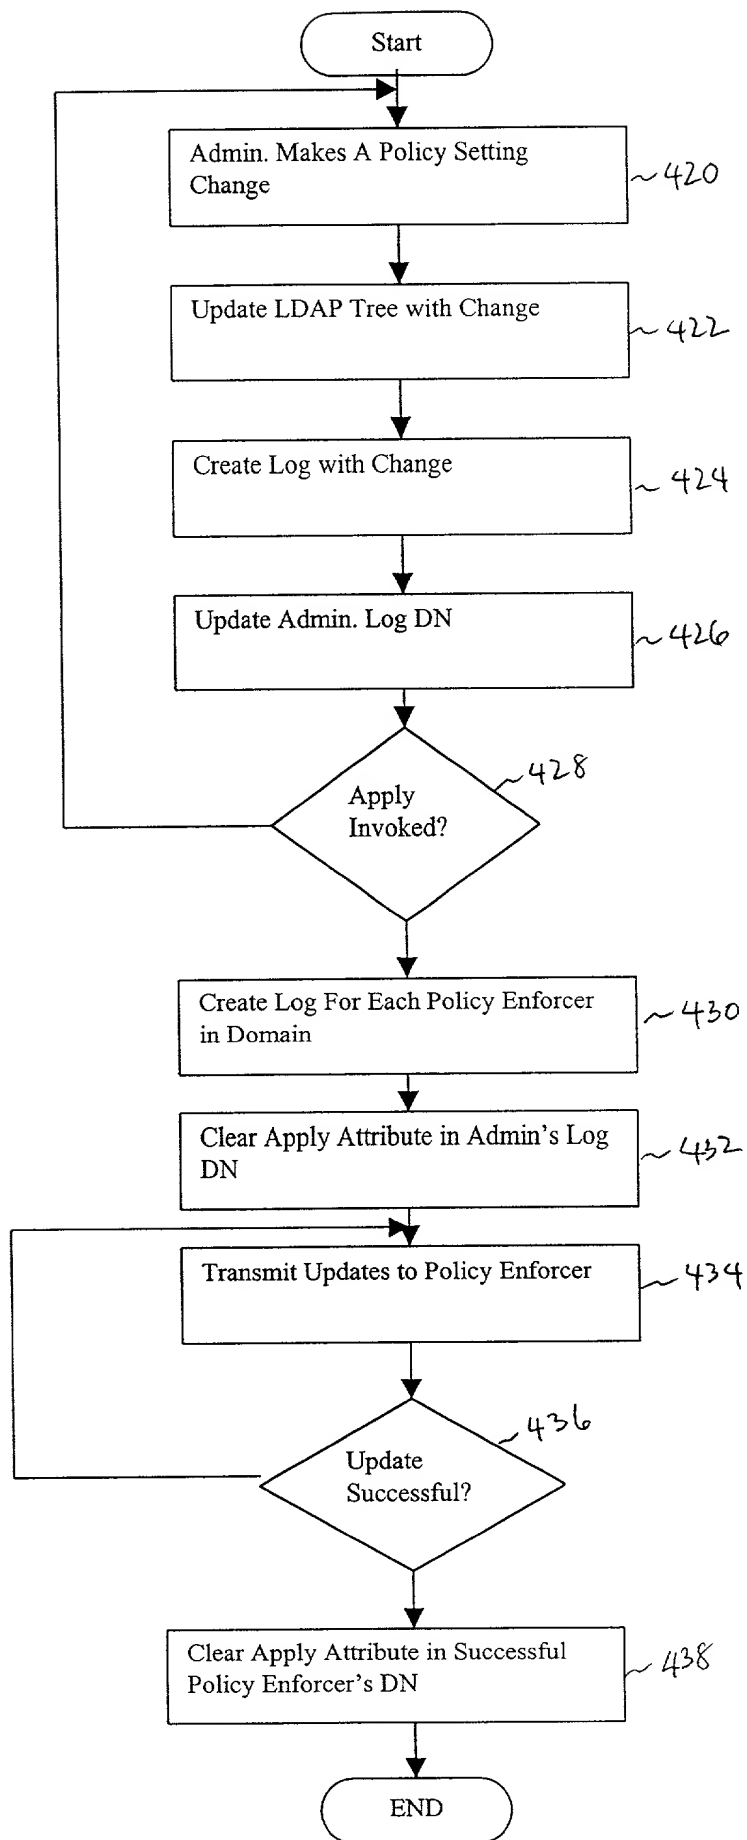 Start
Admin. Makes A Policy Setting
Change
420
Update LDAP Tree with Change
422
Create Log with Change
424
Update Admin. Log DN
426
428
Apply
Invoked?
Create Log For Each Policy Enforcer
in Domain
430
Clear Apply Attribute in Admin's Log
DN
432
Transmit Updates to Policy Enforcer
434
436
Update
Successful?
Clear Apply Attribute in Successful
Policy Enforcer's DN
438
END